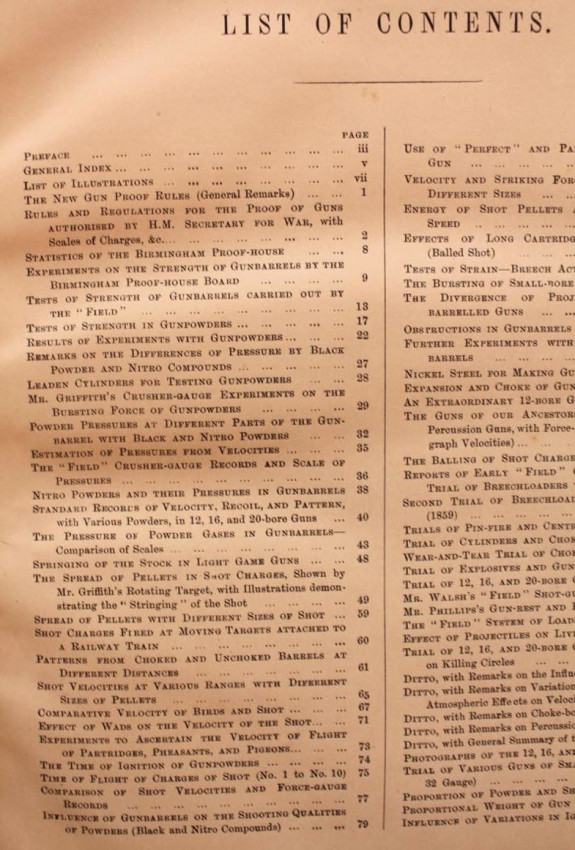 LIST OF CONTENTS.
PAGE
PREFACE ... ... ... ... ... ... ... ... ... ... ... iii
GENERAL INDEX ... ... ... ... ... ... ... ... ... ... v
LIST OF ILLUSTRATIONS ... ... ... ... ... ... ... ... vii
THE NEW GUN PROOF RULES (General Remarks) ... ... 1
RULES AND REGULATIONS FOR THE PROOF OF GUNS
AUTHORISED BY H.M. SECRETARY FOR WAR, with
Scales of Charges, &c. ... ... ... ... ... ... ... 2
STATISTICS OF THE BIRMINGHAM PROOF-HOUSE ... ... 8
EXPERIMENTS ON THE STRENGTH OF GUNBARRELS BY THE
BIRMINGHAM PROOF-HOUSE BOARD ... ... ... ... 9
TESTS OF STRENGTH OF GUNBARRELS CARRIED OUT BY
THE "FIELD" ... ... ... ... ... ... ... ... ... 13
TESTS OF STRENGTH IN GUNPOWDERS ... ... ... ... ... 17
RESULTS OF EXPERIMENTS WITH GUNPOWDERS ... ... ... 22
REMARKS ON THE DIFFERENCES OF PRESSURE BY BLACK
POWDER AND NITRO COMPOUNDS ... ... ... ... ... 27
LEADEN CYLINDERS FOR TESTING GUNPOWDERS ... ... 28
MR. GRIFFITH'S CRUSHER-GAUGE EXPERIMENTS ON THE
BURSTING FORCE OF GUNPOWDERS ... ... ... ... 29
POWDER PRESSURES AT DIFFERENT PARTS OF THE GUN-
BARREL WITH BLACK AND NITRO POWDERS ... ... 32
ESTIMATION OF PRESSURES FROM VELOCITIES ... ... ... 35
THE "FIELD" CRUSHER-GAUGE RECORDS AND SCALE OF
PRESSURES ... ... ... ... ... ... ... ... ... ... 36
NITRO POWDERS AND THEIR PRESSURES IN GUNBARRELS 38
STANDARD RECORDS OF VELOCITY, RECOIL, AND PATTERN,
with Various Powders, in 12, 16, and 20-bore Guns ... 40
THE PRESSURE OF POWDER GASES IN GUNBARRELS—
Comparison of Scales ... ... ... ... ... ... ... ... 43
SPRINGING OF THE STOCK IN LIGHT GAME GUNS ... ... 48
THE SPREAD OF PELLETS IN SHOT CHARGES, Shown by
Mr. Griffith's Rotating Target, with Illustrations demon-
strating the "Stringing" of the Shot ... ... ... ... 49
SPREAD OF PELLETS WITH DIFFERENT SIZES OF SHOT ... 59
SHOT CHARGES FIRED AT MOVING TARGETS ATTACHED TO
A RAILWAY TRAIN ... ... ... ... ... ... ... ... 60
PATTERNS FROM CHOKED AND UNCHOKED BARRELS AT
DIFFERENT DISTANCES ... ... ... ... ... ... ... 61
SHOT VELOCITIES AT VARIOUS RANGES WITH DIFFERENT
SIZES OF PELLETS ... ... ... ... ... ... ... ... 65
COMPARATIVE VELOCITY OF BIRDS AND SHOT ... ... ... 67
EFFECT OF WADS ON THE VELOCITY OF THE SHOT ... ... 71
EXPERIMENTS TO ASCERTAIN THE VELOCITY OF FLIGHT
OF PARTRIDGES, PHEASANTS, AND PIGEONS ... ... ... 73
THE TIME OF IGNITION OF GUNPOWDERS ... ... ... ... 74
TIME OF FLIGHT OF CHARGES OF SHOT (No. 1 to No. 10) 75
COMPARISON OF SHOT VELOCITIES AND FORCE-GAUGE
RECORDS ... ... ... ... ... ... ... ... ... ... 77
INFLUENCE OF GUNBARRELS ON THE SHOOTING QUALITIES
OF POWDERS (Black and Nitro Compounds) ... ... ... 79
USE OF "PERFECT" AND
GUN ... ... ... ...
VELOCITY AND STRIKING
DIFFERENT SIZES ... ...
ENERGY OF SHOT PELLETS
SPEED ... ... ... ...
EFFECTS OF LONG
(Balled Shot) ... ... ...
TESTS OF STRAIN—BREECH
THE BURSTING OF SMALL-BORE
THE DIVERGENCE OF
BARRELLED GUNS ... ...
OBSTRUCTIONS IN GUNBARRELS
FURTHER EXPERIMENTS WITH
BARRELS ... ... ...
NICKEL STEEL FOR MAKING
EXPANSION AND CHOKE OF
AN EXTRAORDINARY 12-BORE
THE GUNS OF OUR
Percussion Guns, with Force-
graph Velocities) ... ...
THE BALLING OF SHOT
REPORTS OF EARLY "FIELD"
TRIAL OF BREECHLOADERS
SECOND TRIAL OF
(1859) ... ... ... ...
TRIALS OF PIN-FIRE AND
TRIAL OF CYLINDERS AND
WEAR-AND-TEAR TRIAL OF
TRIAL OF EXPLOSIVES AND
TRIAL OF 12, 16, AND 20-BORE
MR. WALSH'S "FIELD"
MR. PHILLIPS'S GUN-REST AND
THE "FIELD" SYSTEM OF
EFFECT OF PROJECTILES ON
TRIAL OF 12, 16, AND 20-BORE
on Killing Circles ... ...
DITTO, with Remarks on the
DITTO, with Remarks on
Atmospheric Effects on
DITTO, with Remarks on
DITTO, with Remarks on
DITTO, with General Summary of
PHOTOGRAPHS OF THE 12, 16,
TRIAL OF VARIOUS GUNS OF
32 Gauge) ... ... ... ...
PROPORTION OF POWDER AND
PROPORTIONAL WEIGHT OF GUN
INFLUENCE OF VARIATIONS IN